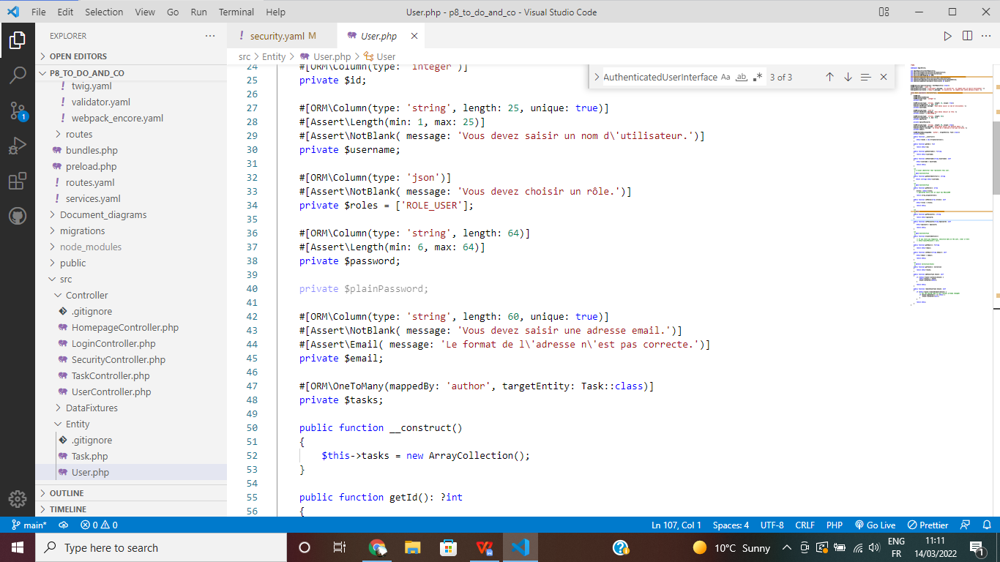 File Edit Selection View Go Run Terminal Help
User.php - p8_to_do_and_co - Visual Studio Code
EXPLORER
OPEN EDITORS
P8_TO_DO_AND_CO
twig.yaml
validator.yaml
webpack_encore.yaml
routes
bundles.php
preload.php
routes.yaml
services.yaml
Document_diagrams
migrations
node_modules
public
src
Controller
.gitignore
HomepageController.php
LoginController.php
SecurityController.php
TaskController.php
UserController.php
DataFixtures
Entity
.gitignore
Task.php
User.php
OUTLINE
TIMELINE
1
security.yaml M
User.php
src > Entity > User.php > User
AuthenticatedUserInterface Aa ab 3 of 3
24 #[ORM\Column(type: 'integer')]
25 private $id;
26
27 #[ORM\Column(type: 'string', length: 25, unique: true)]
28 #[Assert\Length(min: 1, max: 25)]
29 #[Assert\NotBlank( message: 'Vous devez saisir un nom d\'utilisateur.')]
30 private $username;
31
32 #[ORM\Column(type: 'json')]
33 #[Assert\NotBlank( message: 'Vous devez choisir un rôle.')]
34 private $roles = ['ROLE_USER'];
35
36 #[ORM\Column(type: 'string', length: 64)]
37 #[Assert\Length(min: 6, max: 64)]
38 private $password;
39
40 private $plainPassword;
41
42 #[ORM\Column(type: 'string', length: 60, unique: true)]
43 #[Assert\NotBlank( message: 'Vous devez saisir une adresse email.')]
44 #[Assert\Email( message: 'Le format de l\'adresse n\'est pas correcte.')]
45 private $email;
46
47 #[ORM\OneToMany(mappedBy: 'author', targetEntity: Task::class)]
48 private $tasks;
49
50 public function __construct()
51 {
52 $this->tasks = new ArrayCollection();
53 }
54
55 public function getId(): ?int
56 {
main* 0 0
Ln 107, Col 1 Spaces: 4 UTF-8 CRLF PHP Go Live Prettier
Type here to search
10°C Sunny
ENG
FR
11:11
14/03/2022
1